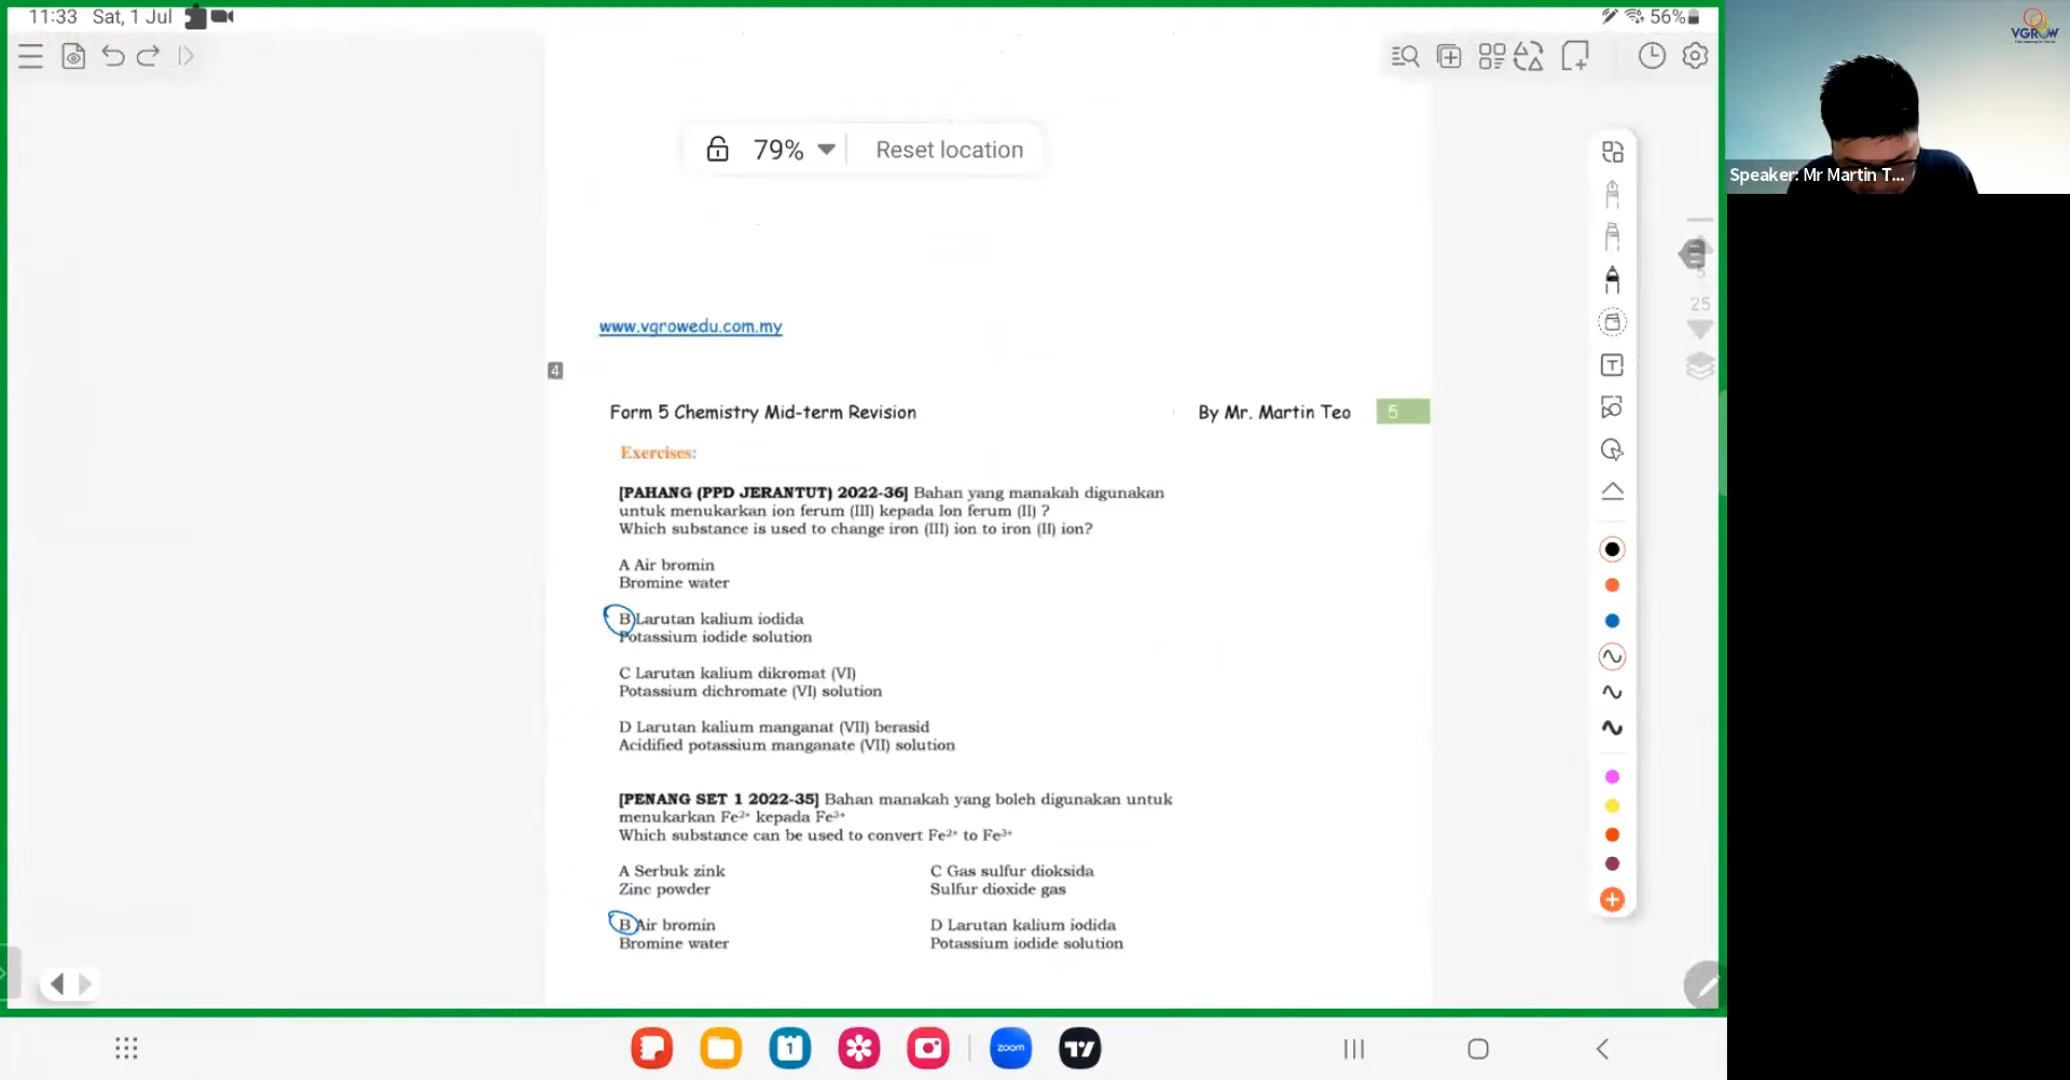 11:33 Sat, 1 Jul
56%
VGROW
79%
Reset location
Speaker: Mr Martin T...
25
www.vgrowedu.com.my
4
Form 5 Chemistry Mid-term Revision
By Mr. Martin Teo
5
Exercises:
[PAHANG (PPD JERANTUT) 2022-36] Bahan yang manakah digunakan
untuk menukarkan ion ferum (III) kepada Ion ferum (II) ?
Which substance is used to change iron (III) ion to iron (II) ion?
A Air bromin
Bromine water
B Larutan kalium iodida
Potassium iodide solution
C Larutan kalium dikromat (VI)
Potassium dichromate (VI) solution
D Larutan kalium manganat (VII) berasid
Acidified potassium manganate (VII) solution
[PENANG SET 1 2022-35] Bahan manakah yang boleh digunakan untuk
menukarkan Fe²⁺ kepada Fe³⁺
Which substance can be used to convert Fe²⁺ to Fe³⁺
A Serbuk zink
Zinc powder
C Gas sulfur dioksida
Sulfur dioxide gas
B Air bromin
Bromine water
D Larutan kalium iodida
Potassium iodide solution
1
zoom